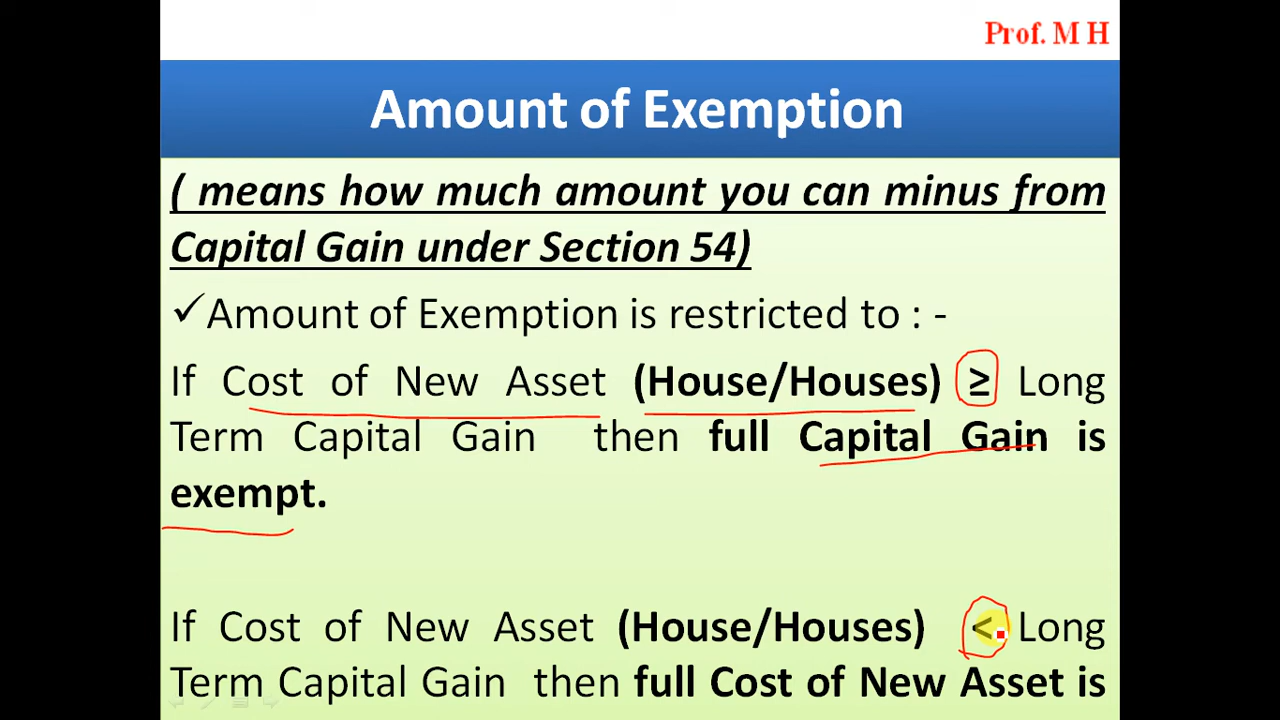 Prof. M H
Amount of Exemption
( means how much amount you can minus from
Capital Gain under Section 54)
✓Amount of Exemption is restricted to : -
If Cost of New Asset (House/Houses) ≥ Long
Term Capital Gain then full Capital Gain is
exempt.
If Cost of New Asset (House/Houses) < Long
Term Capital Gain then full Cost of New Asset is